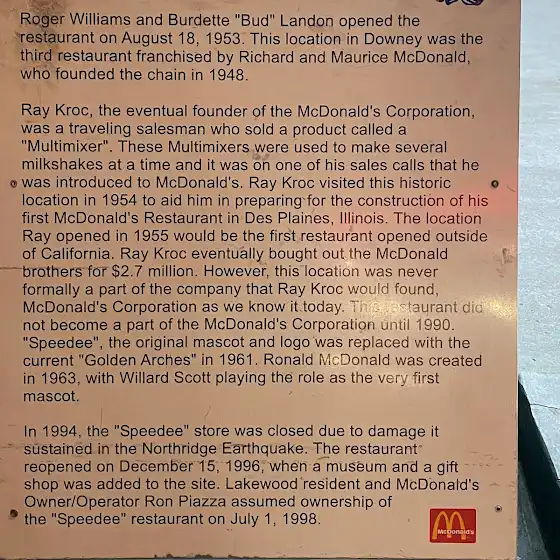 Roger Williams and Burdette "Bud" Landon opened the
restaurant on August 18, 1953. This location in Downey was the
third restaurant franchised by Richard and Maurice McDonald,
who founded the chain in 1948.
Ray Kroc, the eventual founder of the McDonald's Corporation,
was a traveling salesman who sold a product called a
"Multimixer". These Multimixers were used to make several
milkshakes at a time and it was on one of his sales calls that he
was introduced to McDonald's. Ray Kroc visited this historic
location in 1954 to aid him in preparing for the construction of his
first McDonald's Restaurant in Des Plaines, Illinois. The location
Ray opened in 1955 would be the first restaurant opened outside
of California. Ray Kroc eventually bought out the McDonald
brothers for $2.7 million. However, this location was never
formally a part of the company that Ray Kroc would found,
McDonald's Corporation as we know it today. This restaurant did
not become a part of the McDonald's Corporation until 1990.
"Speedee", the original mascot and logo was replaced with the
current "Golden Arches" in 1961. Ronald McDonald was created
in 1963, with Willard Scott playing the role as the very first
mascot.
In 1994, the "Speedee" store was closed due to damage it
sustained in the Northridge Earthquake. The restaurant
reopened on December 15, 1996, when a museum and a gift
shop was added to the site. Lakewood resident and McDonald's
Owner/Operator Ron Piazza assumed ownership of
the "Speedee" restaurant on July 1, 1998.
McDonald's